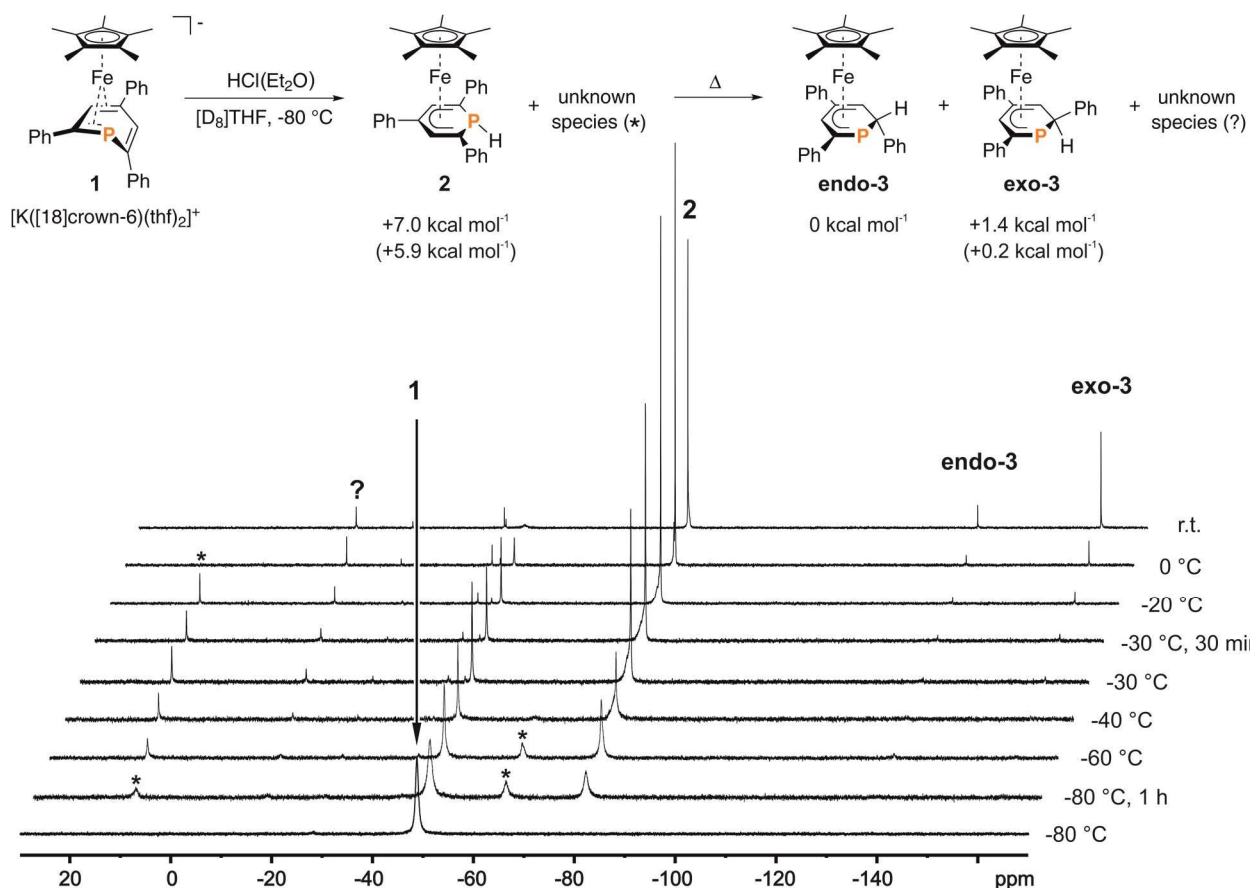 Fe
Ph
Ph
P
Ph
] -
1
[K([18]crown-6)(thf)₂]⁺
HCl(Et₂O)
[D₈]THF, -80 °C
Fe
Ph
Ph
P
H
Ph
2
+7.0 kcal mol⁻¹
(+5.9 kcal mol⁻¹)
+
unknown
species (*)
Δ
Fe
Ph
H
Ph
P
Ph
endo-3
0 kcal mol⁻¹
+
Fe
Ph
Ph
Ph
P
H
exo-3
+1.4 kcal mol⁻¹
(+0.2 kcal mol⁻¹)
+
unknown
species (?)
2
1
exo-3
endo-3
?
r.t.
*
0 °C
-20 °C
-30 °C, 30 min
-30 °C
-40 °C
*
-60 °C
*
*
-80 °C, 1 h
-80 °C
20 0 -20 -40 -60 -80 -100 -120 -140 ppm